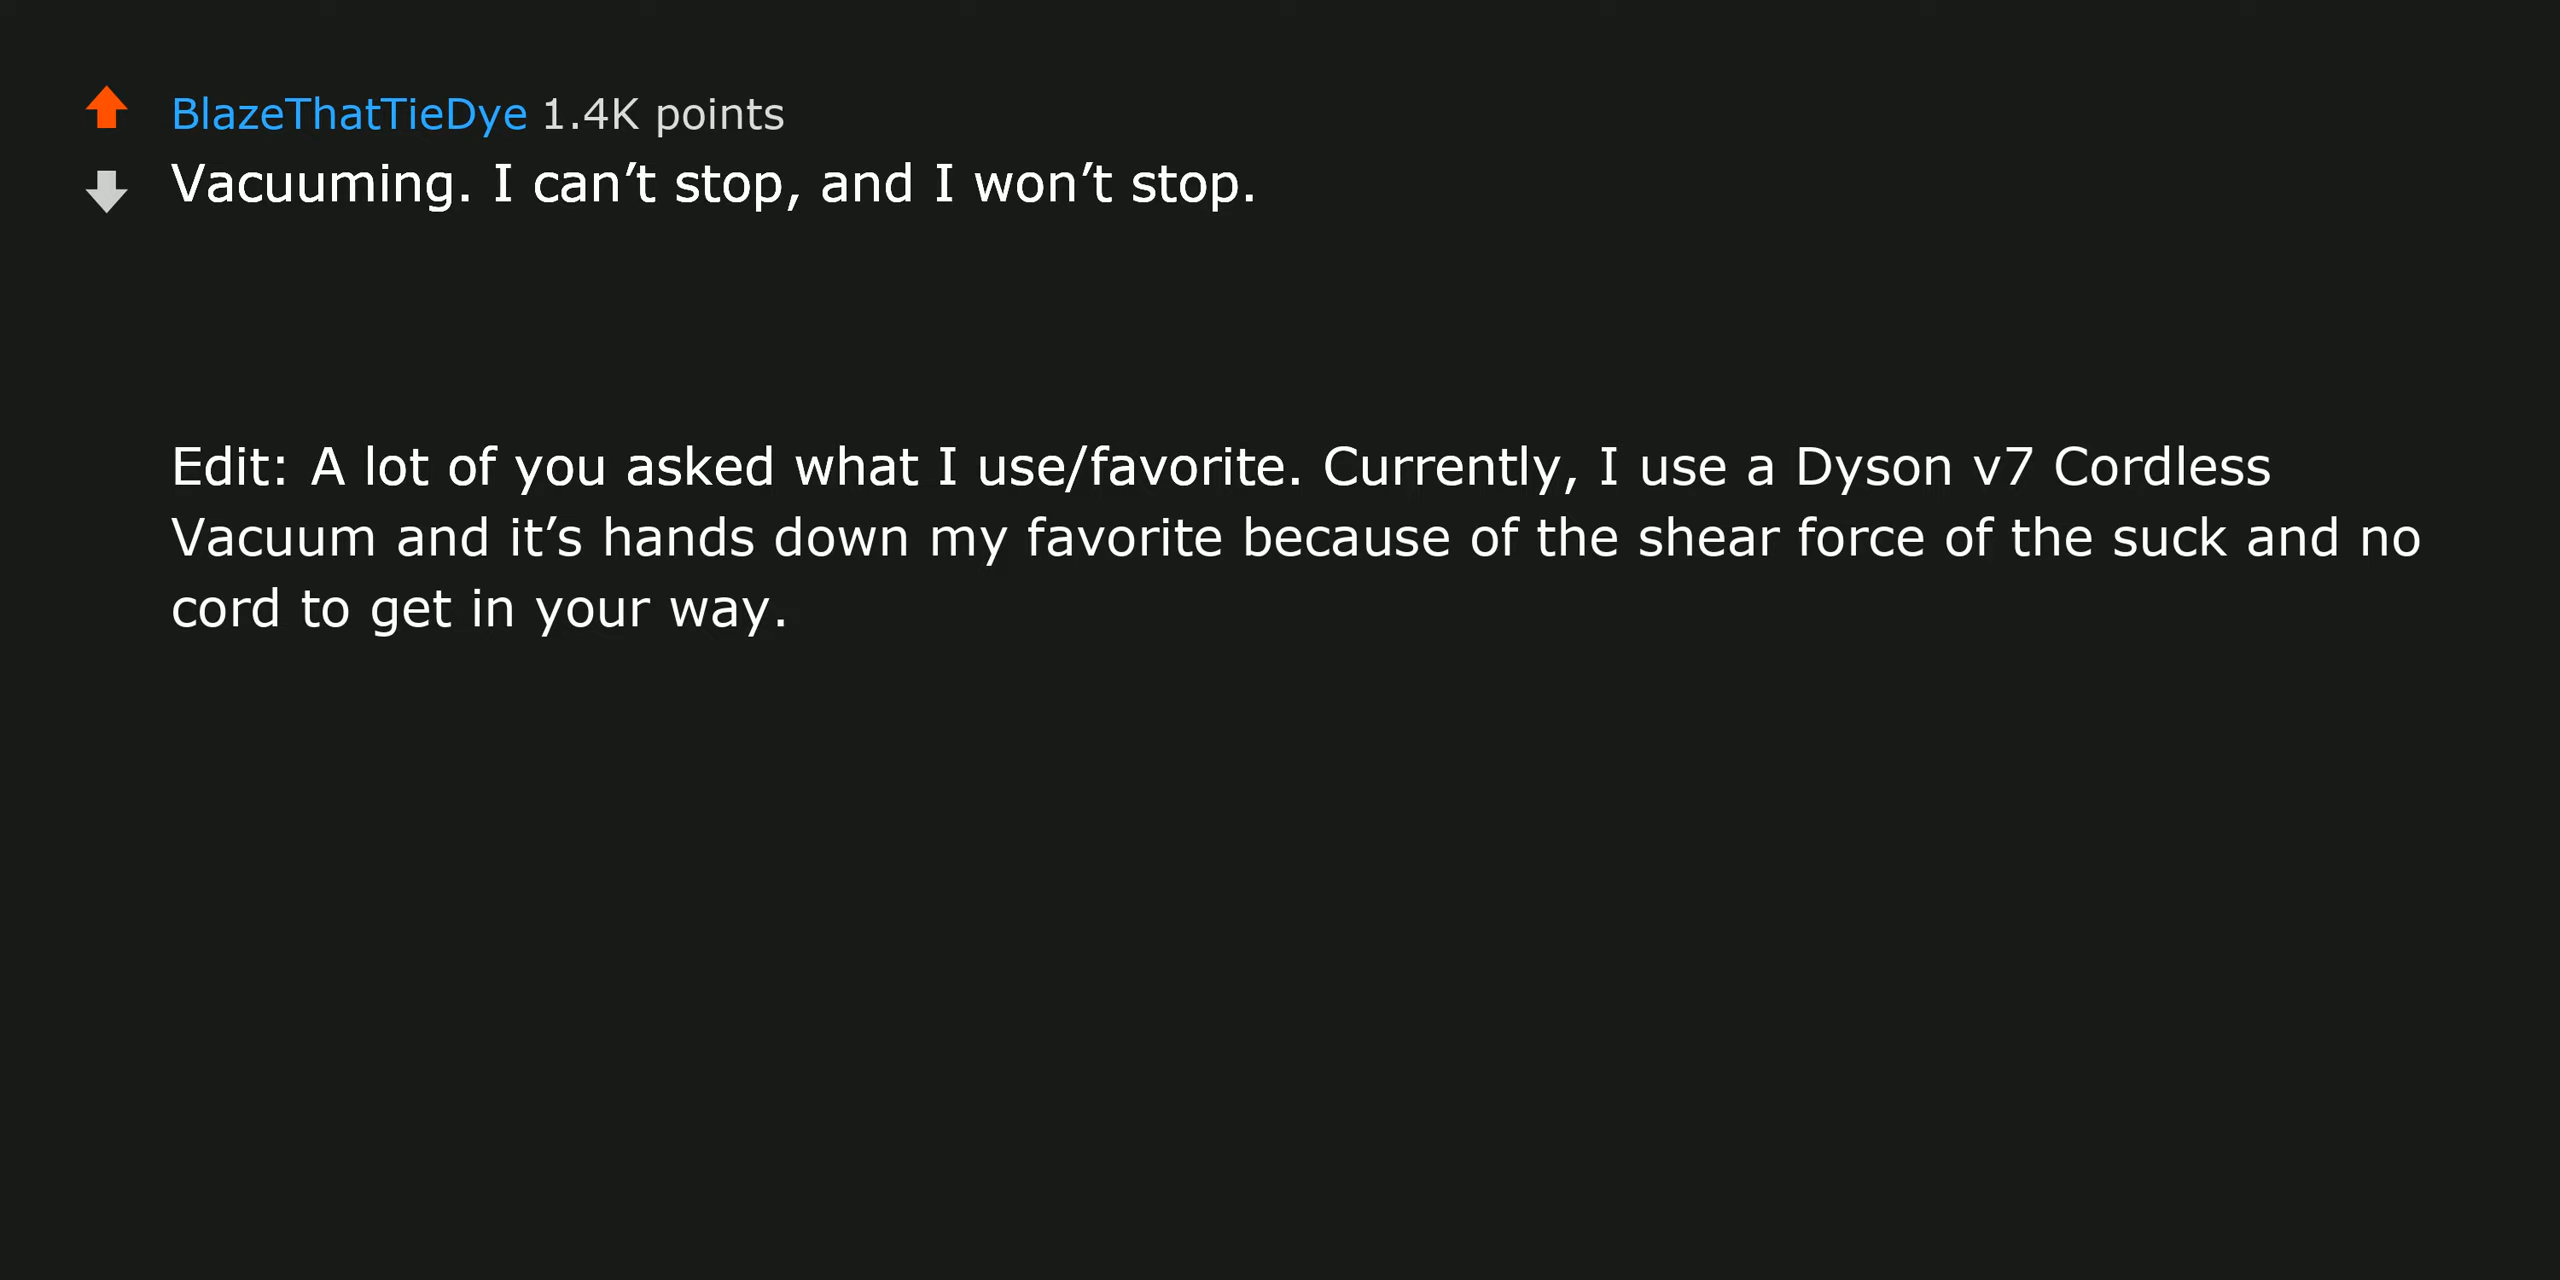 BlazeThatTieDye 1.4K points
Vacuuming. I can’t stop, and I won’t stop.
Edit: A lot of you asked what I use/favorite. Currently, I use a Dyson v7 Cordless
Vacuum and it’s hands down my favorite because of the shear force of the suck and no
cord to get in your way.